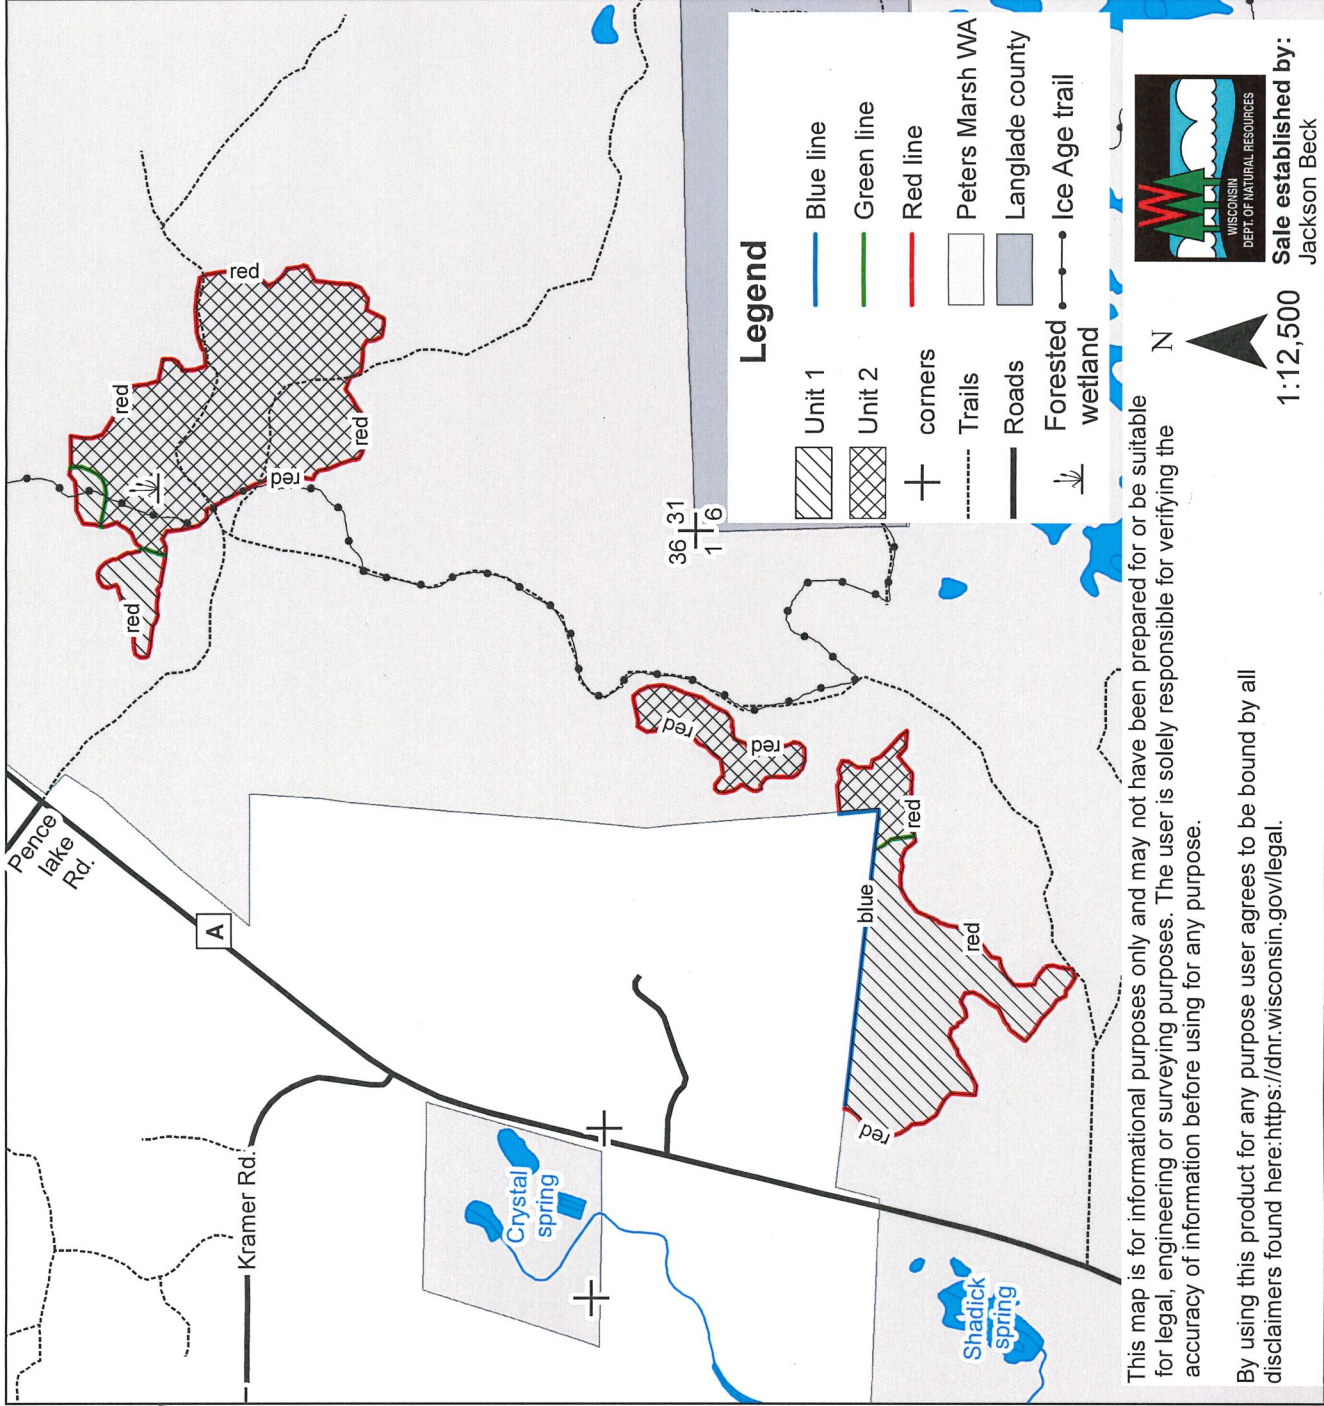 Pence
lake
Rd.
A
Kramer Rd.
Crystal
spring
Shadick
spring
red
red
red
red
red
red
red
blue
red
red
red
36 31
1 6
Legend
Unit 1
Unit 2
corners
Trails
Roads
Forested
wetland
Blue line
Green line
Red line
Peters Marsh WA
Langlade county
Ice Age trail
This map is for informational purposes only and may not have been prepared for or be suitable
for legal, engineering or surveying purposes. The user is solely responsible for verifying the
accuracy of information before using for any purpose.
By using this product for any purpose user agrees to be bound by all
disclaimers found here:https://dnr.wisconsin.gov/legal.
N
1:12,500
W
WISCONSIN
DEPT. OF NATURAL RESOURCES
Sale established by:
Jackson Beck